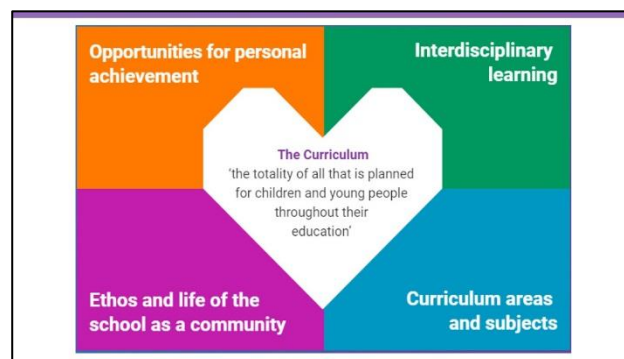 Opportunities for personal
achievement
Interdisciplinary
learning
The Curriculum
‘the totality of all that is planned
for children and young people
throughout their
education’
Ethos and life of the
school as a community
Curriculum areas
and subjects